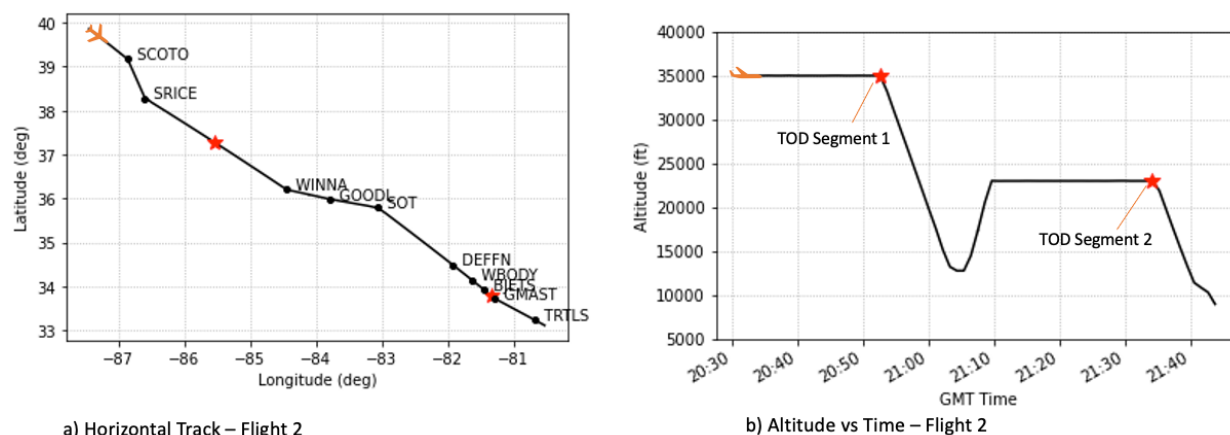 40
39
38
37
36
35
34
33
Latitude (deg)
SCOTO
SRICE
WINNA
GOODL
SOT
DEFFN
WBODY
BJETS
GMAST
TRTLS
−87 −86 −85 −84 −83 −82 −81
Longitude (deg)
a) Horizontal Track – Flight 2
40000
35000
30000
25000
20000
15000
10000
5000
Altitude (ft)
TOD Segment 1
TOD Segment 2
20:30 20:40 20:50 21:00 21:10 21:20 21:30 21:40
GMT Time
b) Altitude vs Time – Flight 2